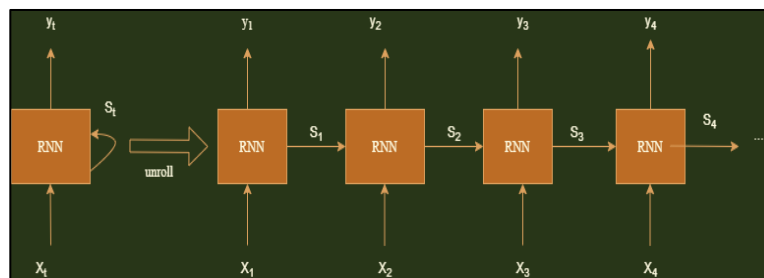 yt y1 y2 y3 y4
St
RNN RNN S1 RNN S2 RNN S3 RNN S4 ....
unroll
Xt X1 X2 X3 X4